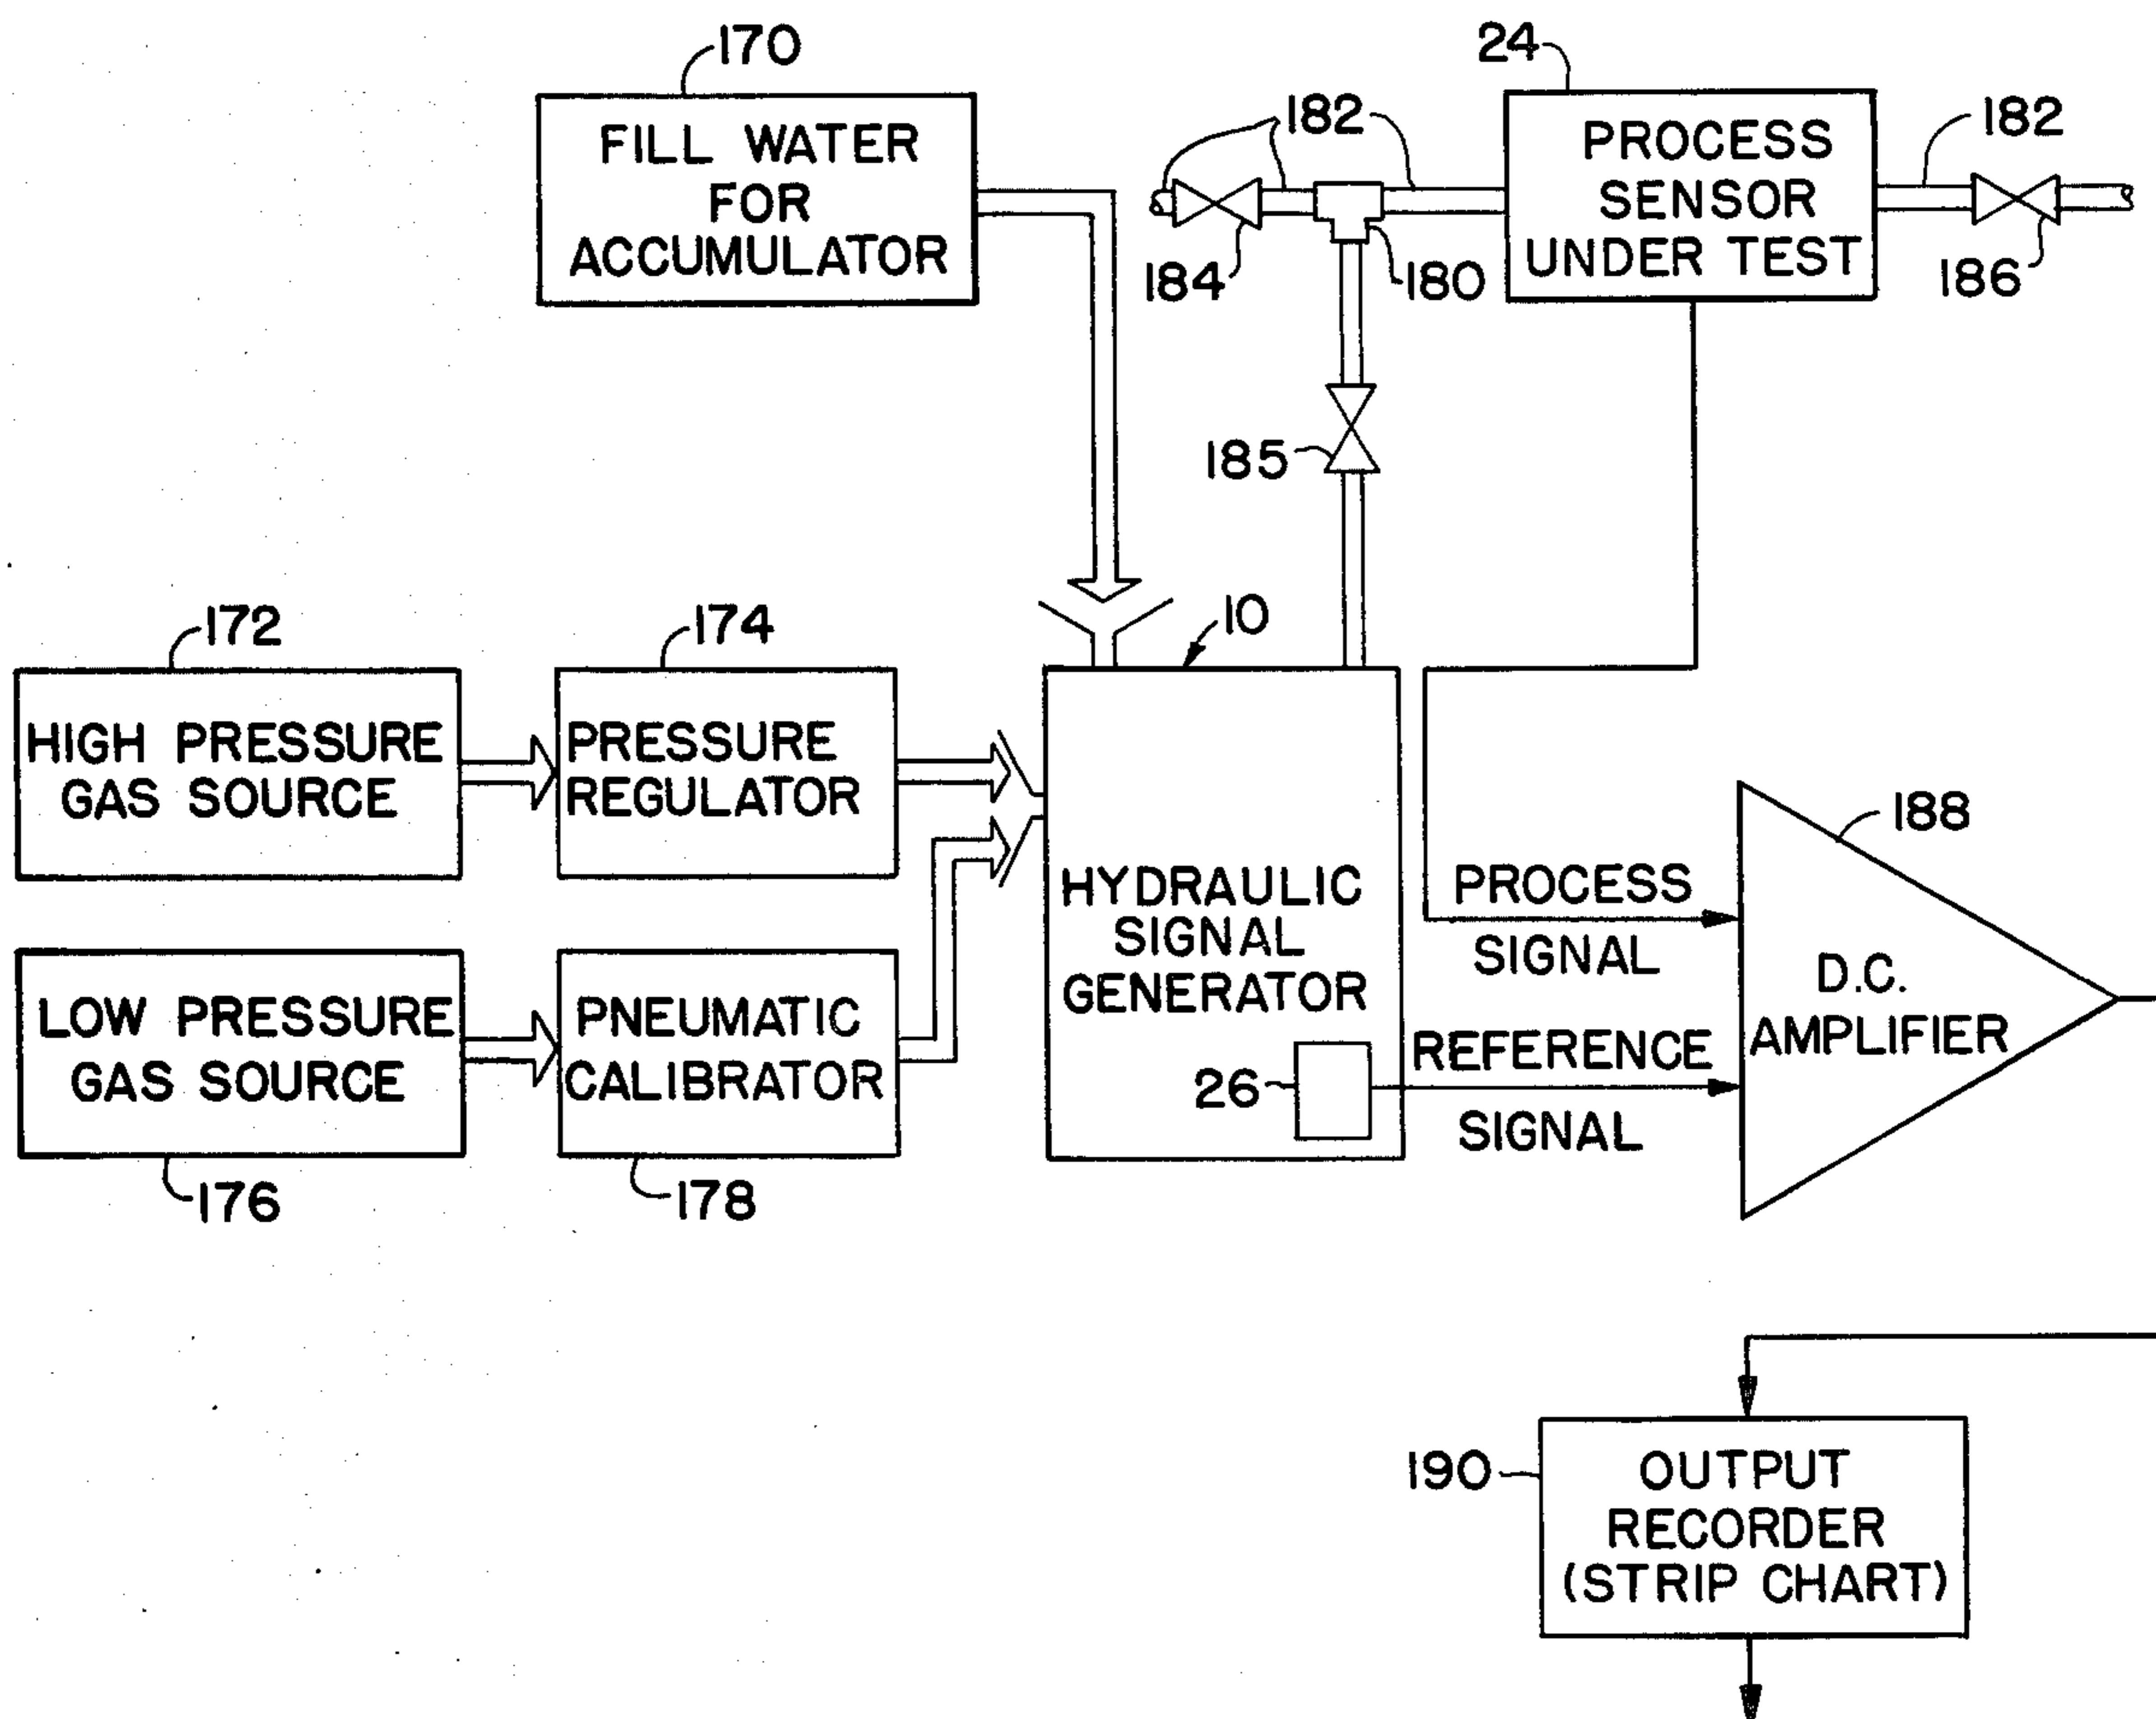 170
FILL WATER
FOR
ACCUMULATOR
24
182
PROCESS
SENSOR
UNDER TEST
182
184
180
186
185
172
HIGH PRESSURE
GAS SOURCE
174
PRESSURE
REGULATOR
10
HYDRAULIC
SIGNAL
GENERATOR
26
LOW PRESSURE
GAS SOURCE
176
PNEUMATIC
CALIBRATOR
178
PROCESS
SIGNAL
REFERENCE
SIGNAL
188
D.C.
AMPLIFIER
190
OUTPUT
RECORDER
(STRIP CHART)